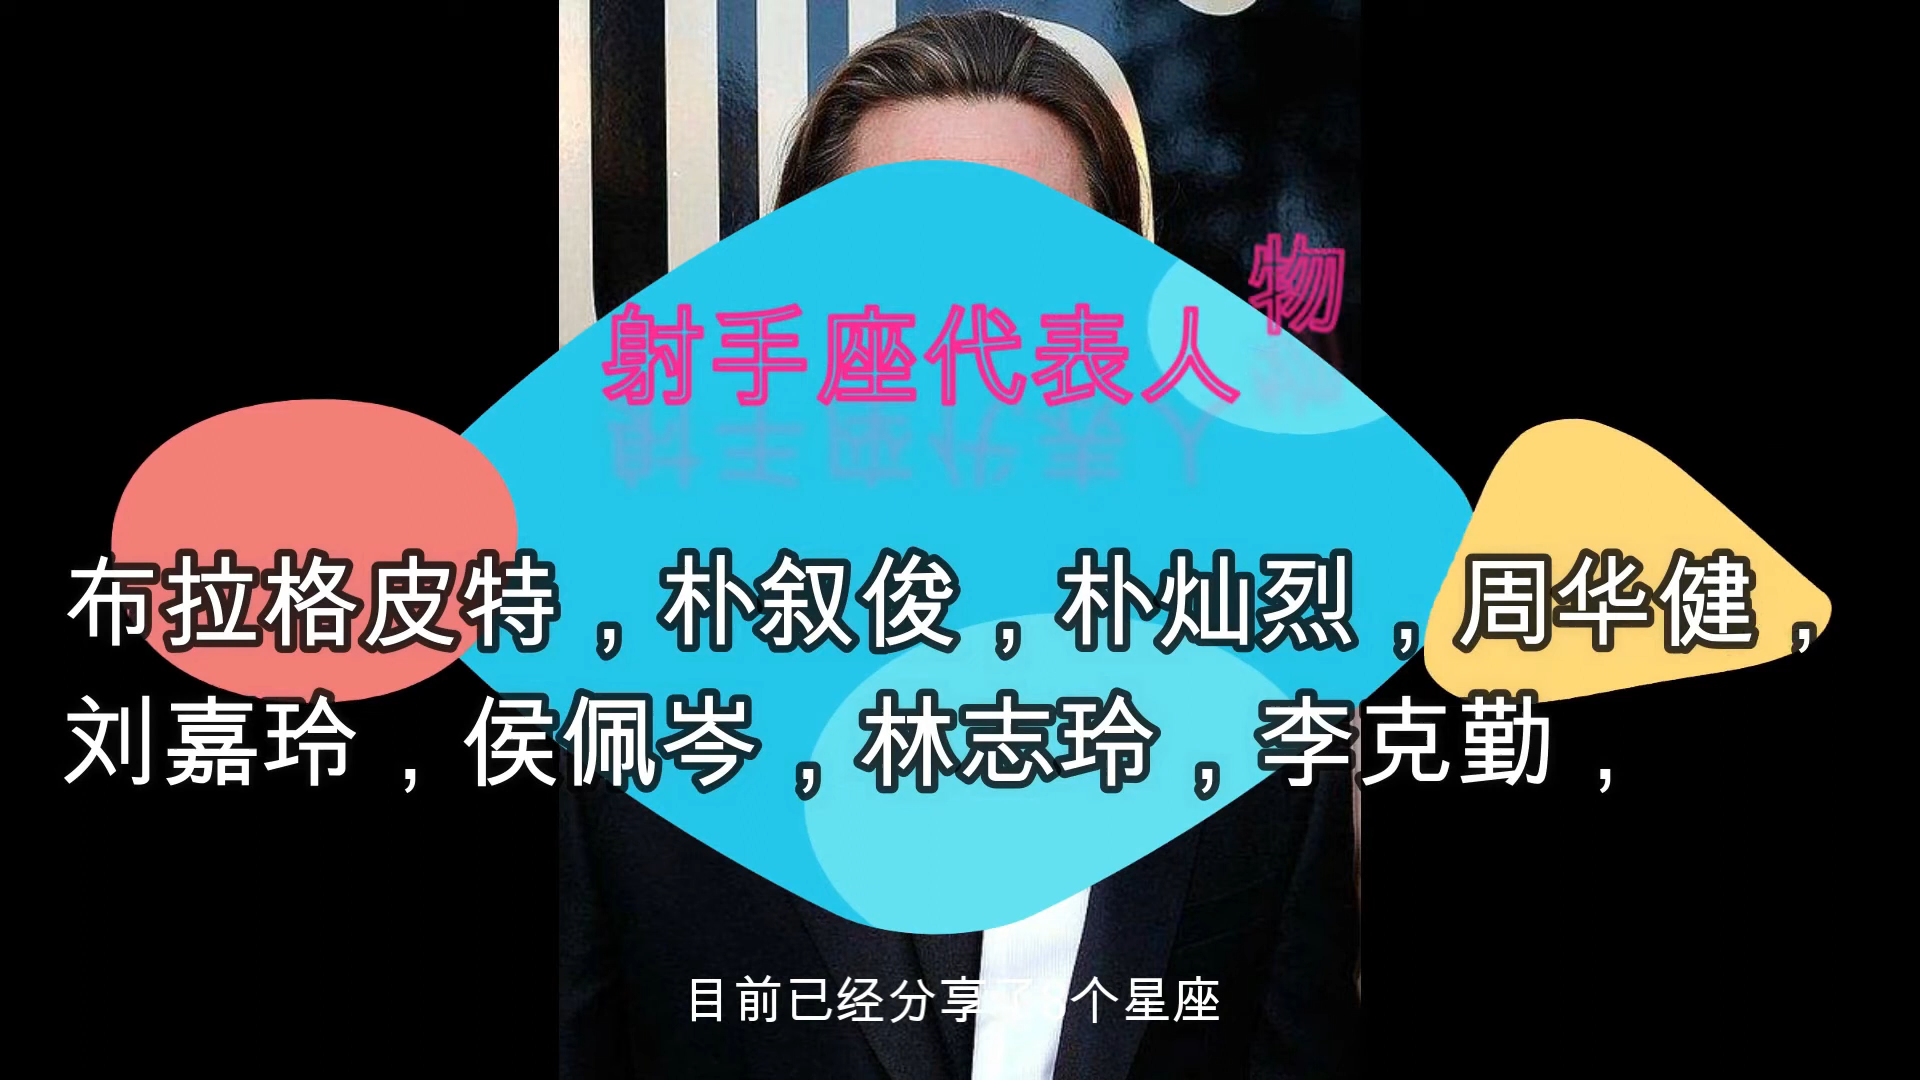 射手座代表人物
布拉格皮特，朴叙俊，朴灿烈，周华健，
刘嘉玲，侯佩岑，林志玲，李克勤，
目前已经分享了8个星座